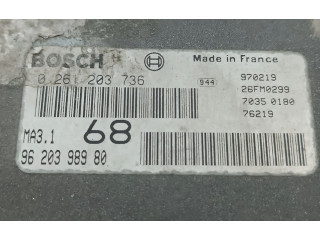 BOSCH Made in France
0 261 203 736 944 970219
26FM0299
7035 0180
76219
MA3.1 68
96 203 989 80